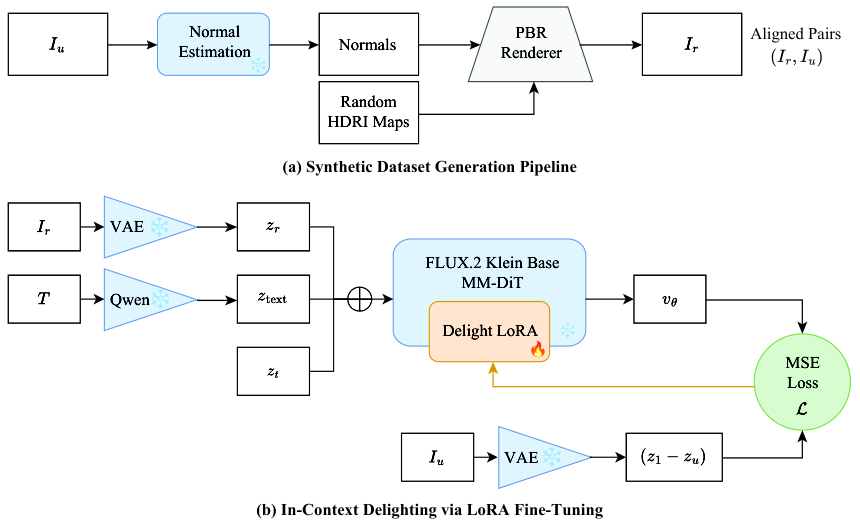 I_u
Normal
Estimation
Normals
PBR
Renderer
I_r
Aligned Pairs
(I_r, I_u)
Random
HDRI Maps
(a) Synthetic Dataset Generation Pipeline
I_r
VAE
z_r
FLUX.2 Klein Base
MM-DiT
T
Qwen
z_text
v_θ
Delight LoRA
z_t
MSE
Loss
ℒ
I_u
VAE
(z_1 − z_u)
(b) In-Context Delighting via LoRA Fine-Tuning